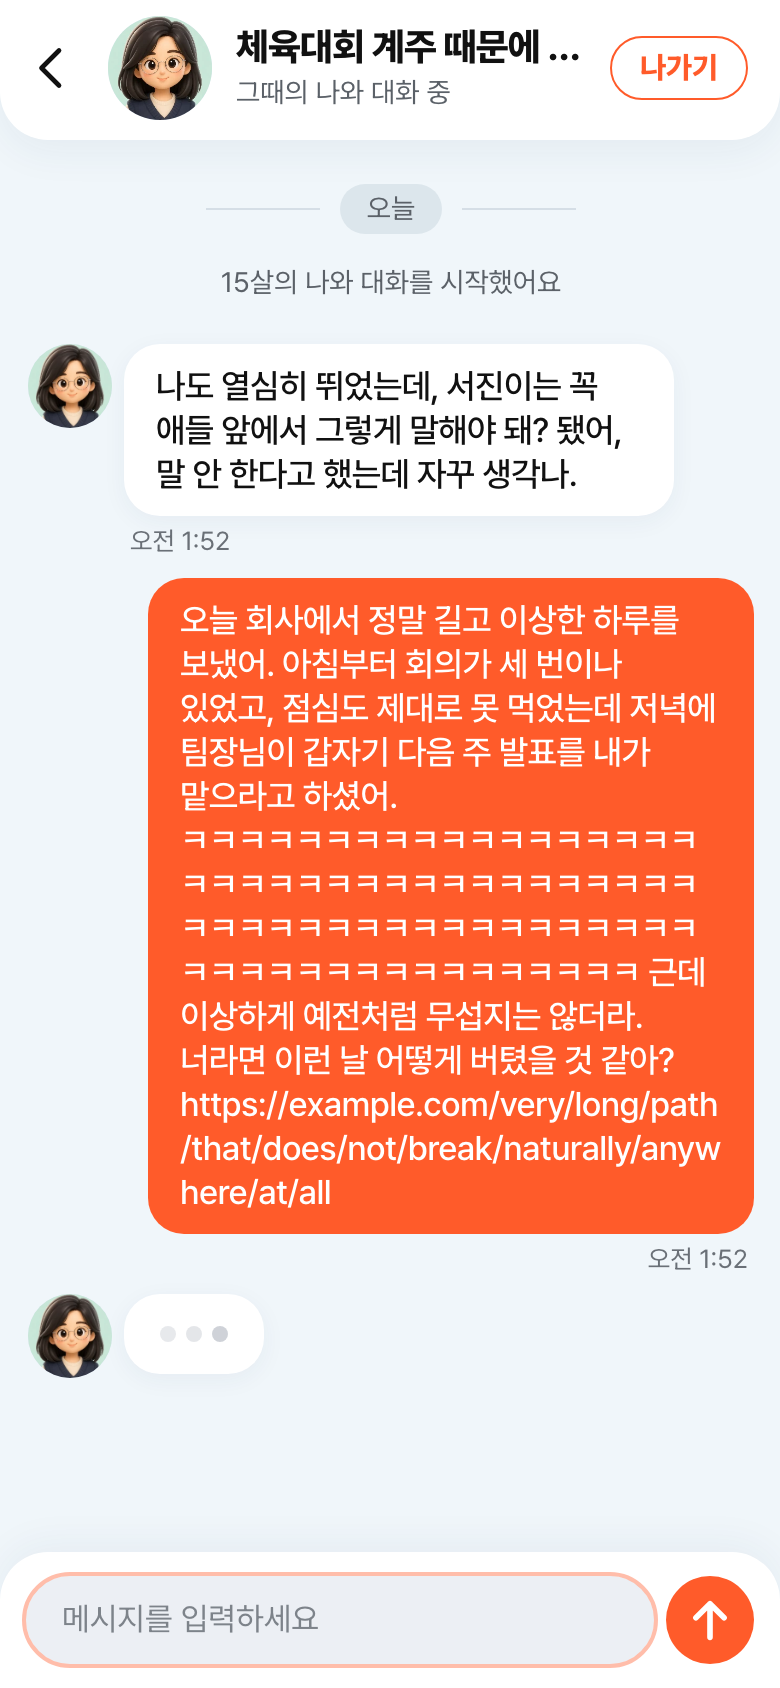 체육대회 계주 때문에 ...
그때의 나와 대화 중
나가기
오늘
15살의 나와 대화를 시작했어요
나도 열심히 뛰었는데, 서진이는 꼭
애들 앞에서 그렇게 말해야 돼? 됐어,
말 안 한다고 했는데 자꾸 생각나.
오전 1:52
오늘 회사에서 정말 길고 이상한 하루를
보냈어. 아침부터 회의가 세 번이나
있었고, 점심도 제대로 못 먹었는데 저녁에
팀장님이 갑자기 다음 주 발표를 내가
맡으라고 하셨어.
ㅋㅋㅋㅋㅋㅋㅋㅋㅋㅋㅋㅋㅋㅋㅋㅋㅋㅋ
ㅋㅋㅋㅋㅋㅋㅋㅋㅋㅋㅋㅋㅋㅋㅋㅋㅋㅋ
ㅋㅋㅋㅋㅋㅋㅋㅋㅋㅋㅋㅋㅋㅋㅋㅋㅋㅋ
ㅋㅋㅋㅋㅋㅋㅋㅋㅋㅋㅋㅋㅋㅋㅋㅋ 근데
이상하게 예전처럼 무섭지는 않더라.
너라면 이런 날 어떻게 버텼을 것 같아?
https://example.com/very/long/path
/that/does/not/break/naturally/anyw
here/at/all
오전 1:52
메시지를 입력하세요